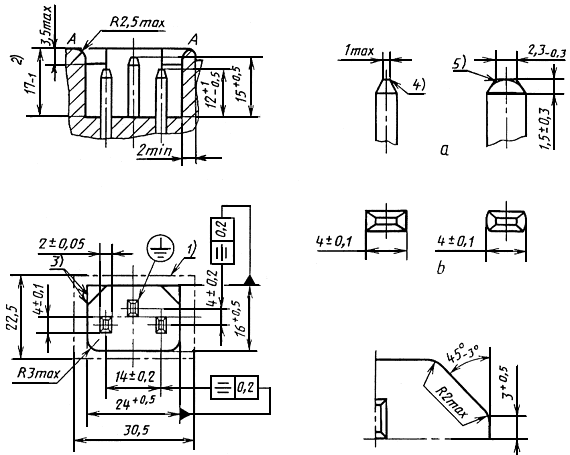 3,5max
A
R2,5max
A
2)
17-1
12+1-0,5
15+0,5
2min
1max
4)
5)
2,3-0,3
1,5±0,3
a
4±0,1
4±0,1
b
2±0,05
3)
1)
0,2
4±0,2
4±0,1
22,5
16+0,5
R3max
14±0,2
0,2
24+0,5
30,5
45°-3°
R2max
3+0,5